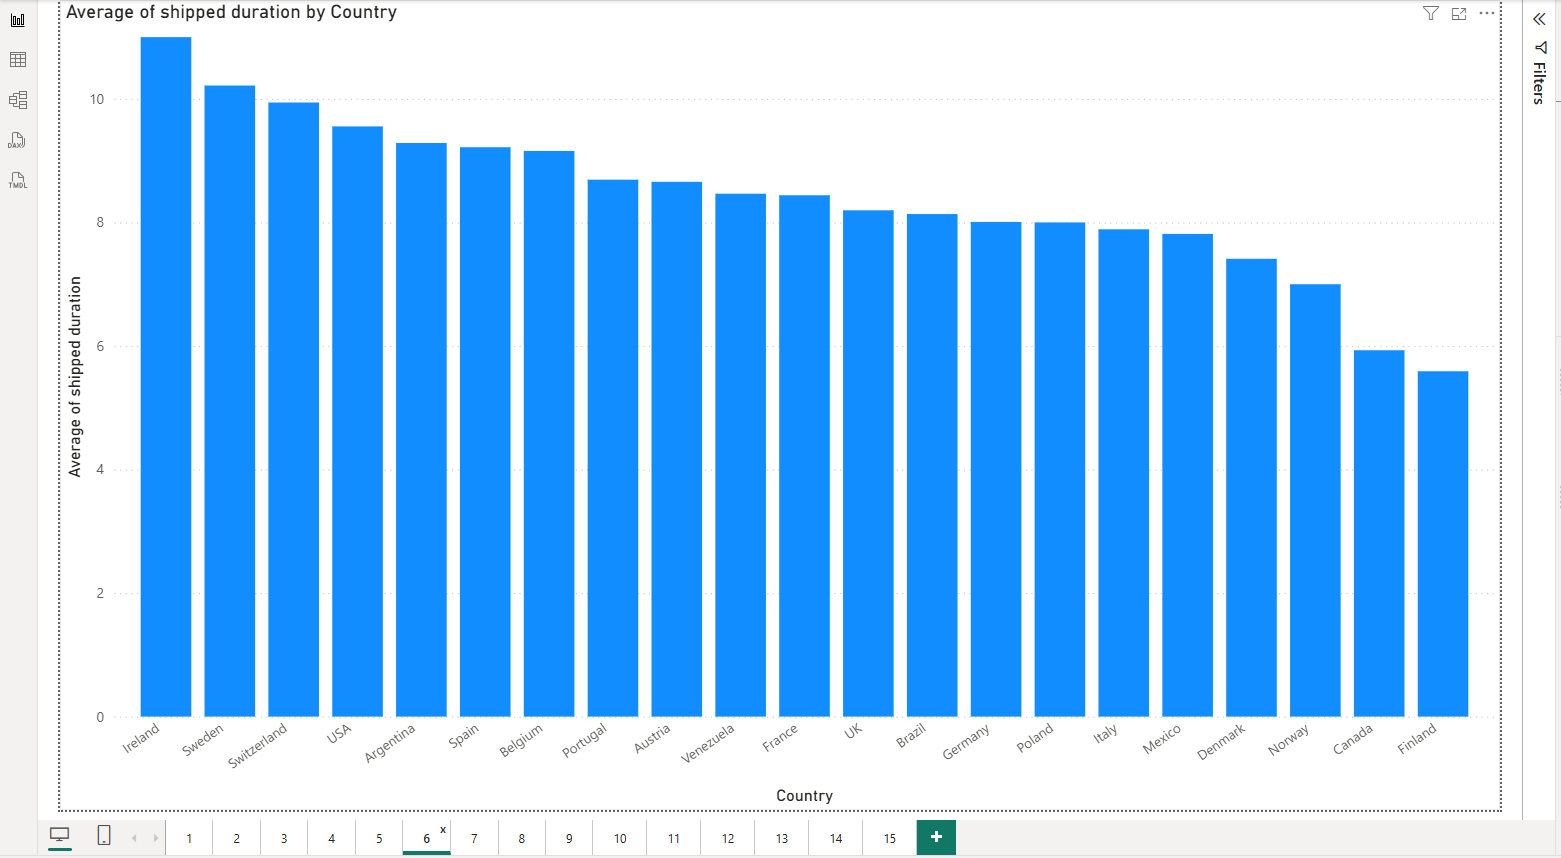 Average of shipped duration by Country
Filters
DAX
TMDL
Average of shipped duration
10
8
6
4
2
0
Ireland
Sweden
Switzerland
USA
Argentina
Spain
Belgium
Portugal
Austria
Venezuela
France
UK
Brazil
Germany
Poland
Italy
Mexico
Denmark
Norway
Canada
Finland
Country
1 2 3 4 5 6 x 7 8 9 10 11 12 13 14 15 +